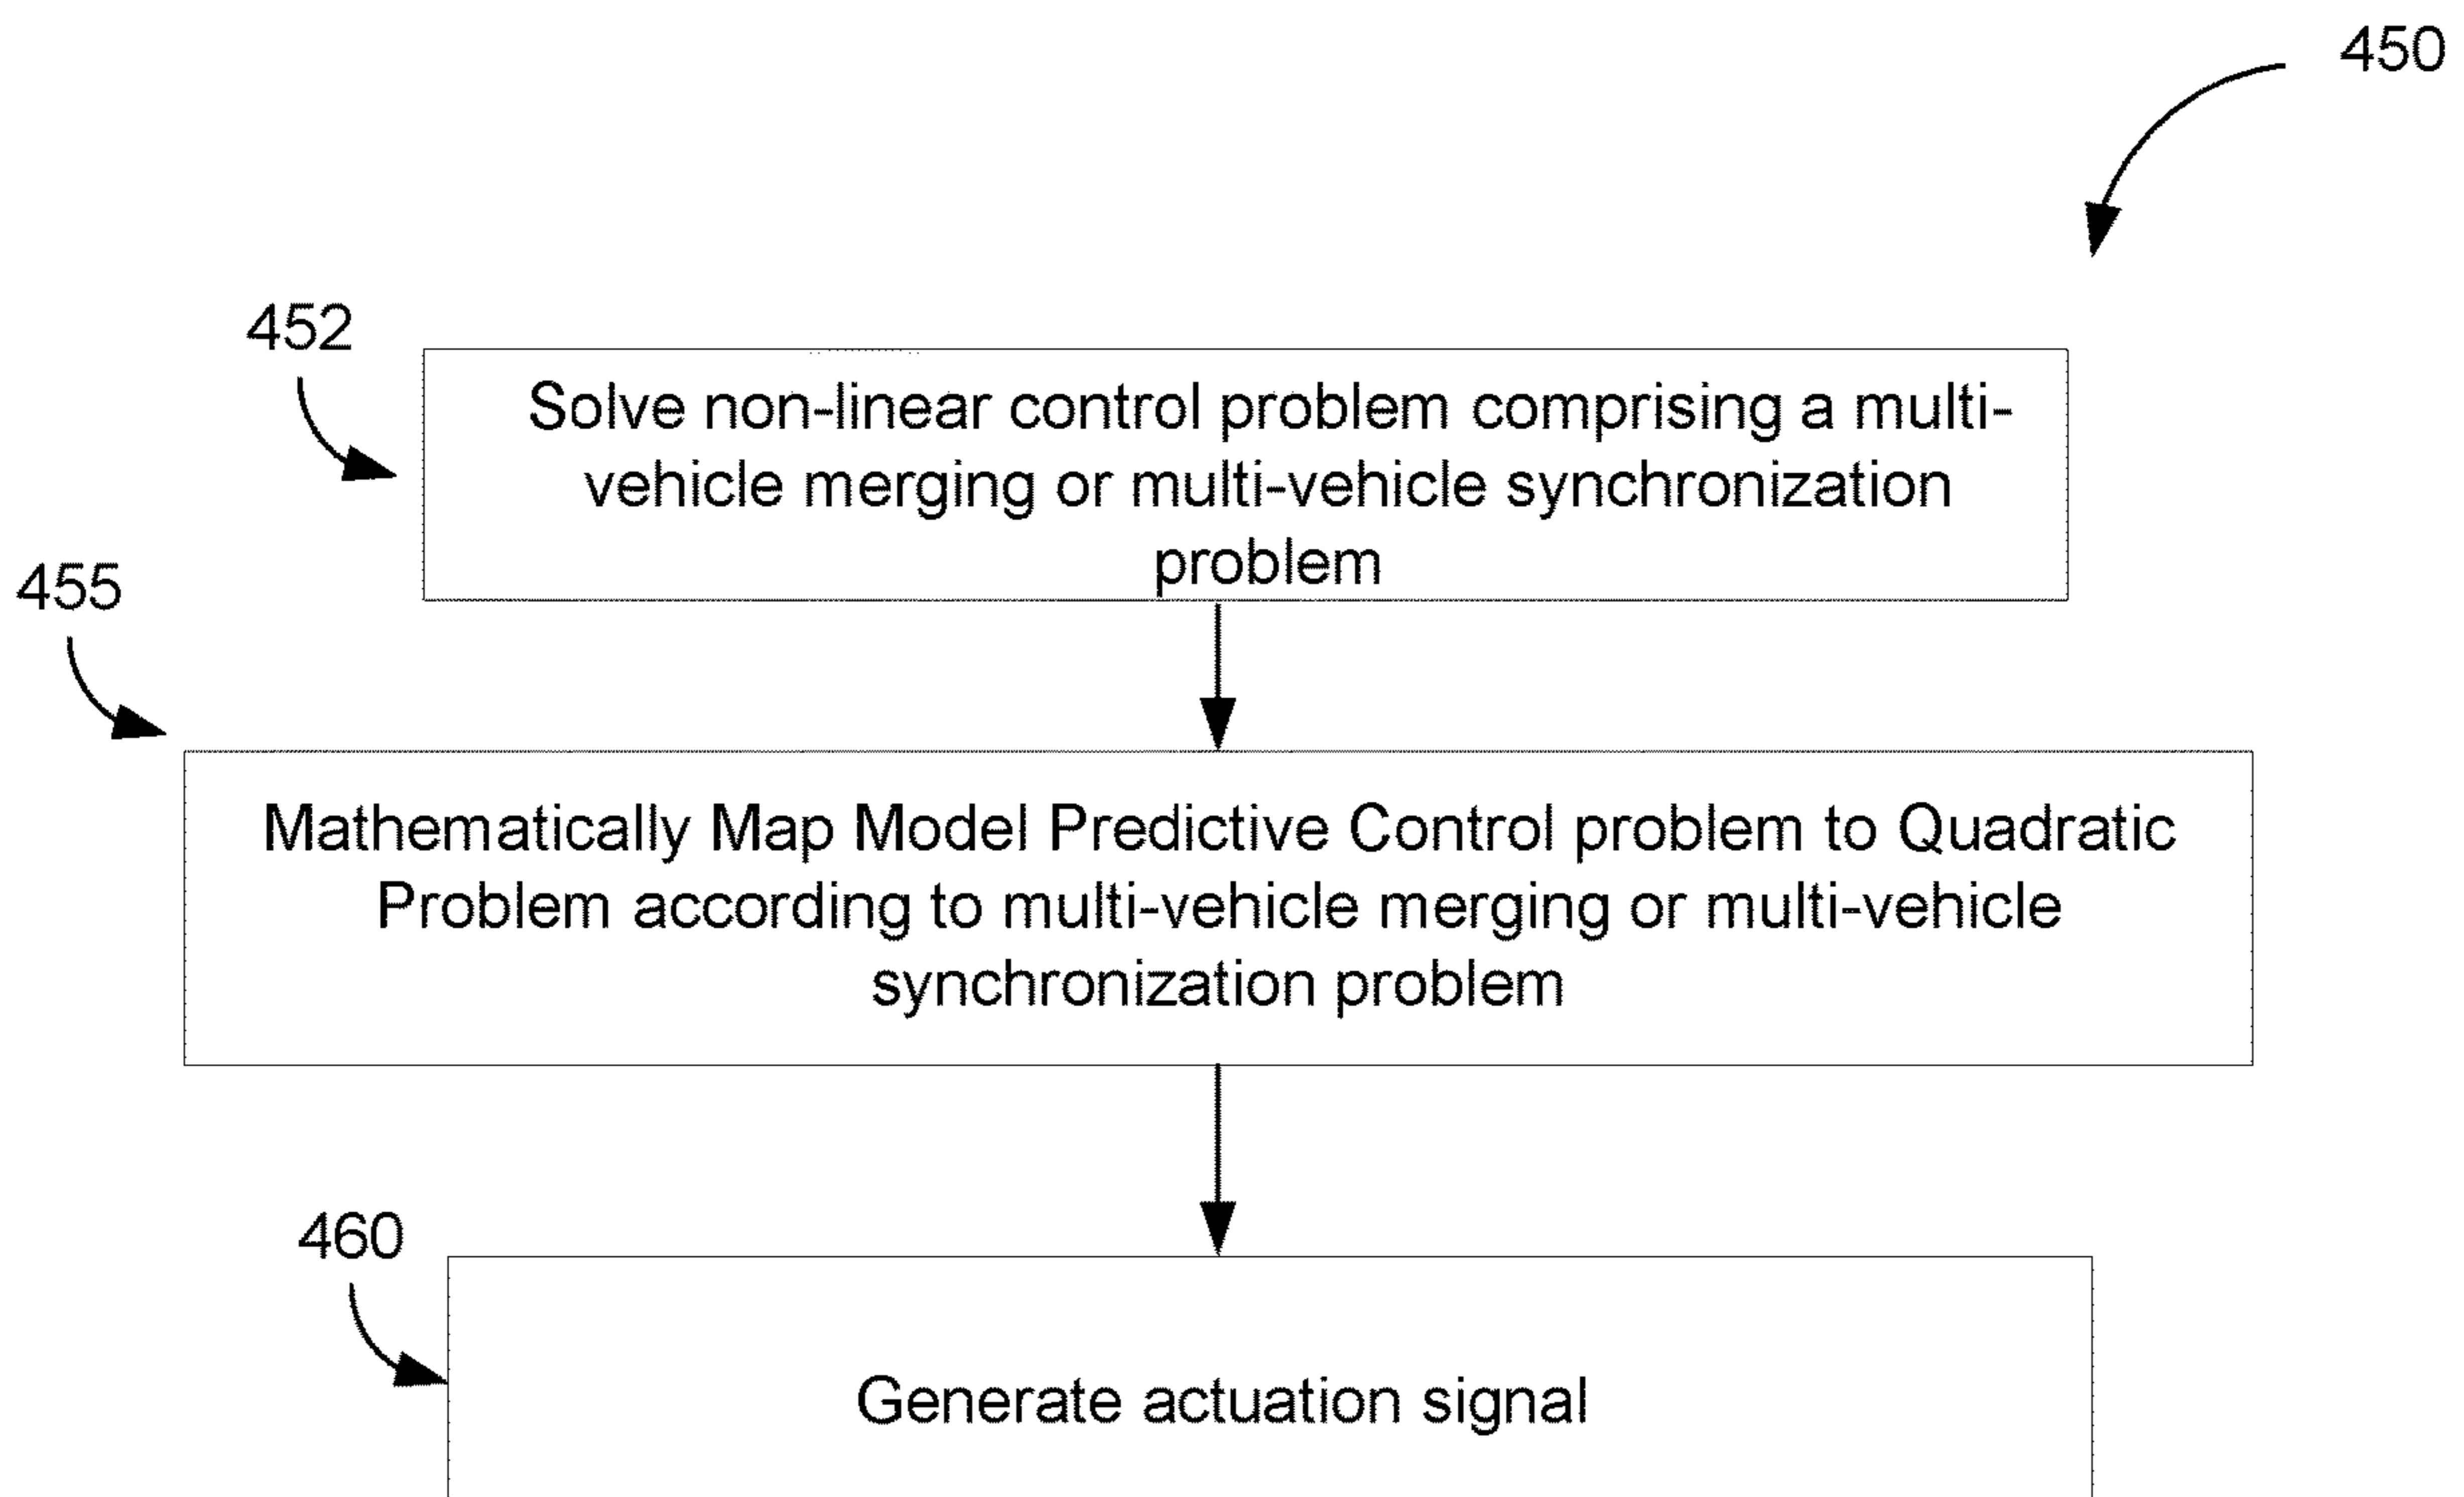 450
452
Solve non-linear control problem comprising a multi-
vehicle merging or multi-vehicle synchronization
problem
455
Mathematically Map Model Predictive Control problem to Quadratic
Problem according to multi-vehicle merging or multi-vehicle
synchronization problem
460
Generate actuation signal